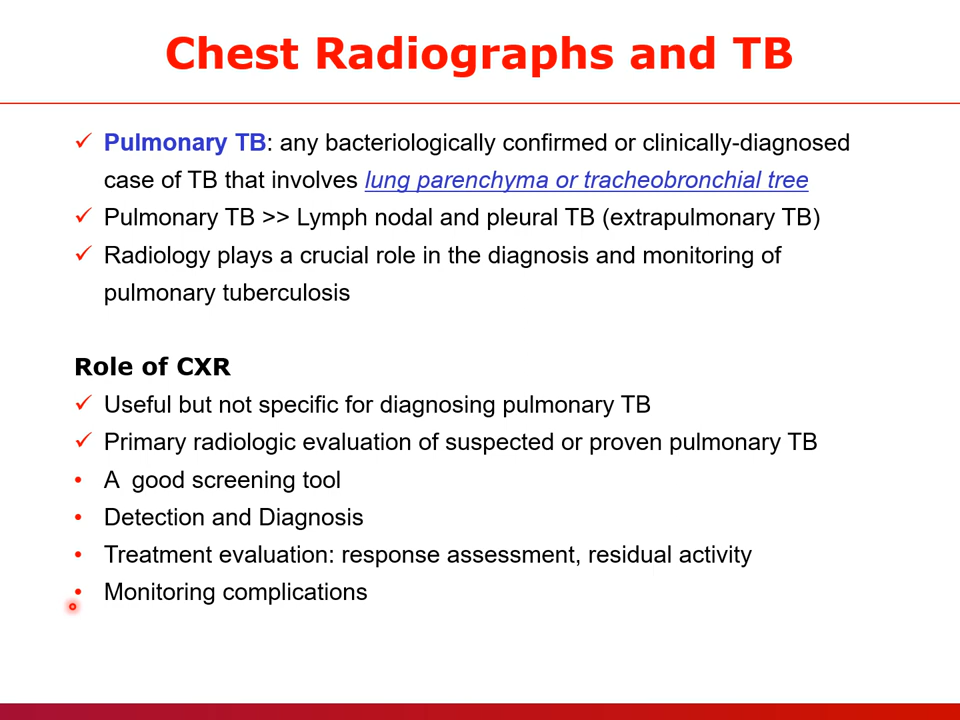 Chest Radiographs and TB
✓ Pulmonary TB: any bacteriologically confirmed or clinically-diagnosed
case of TB that involves lung parenchyma or tracheobronchial tree
✓ Pulmonary TB >> Lymph nodal and pleural TB (extrapulmonary TB)
✓ Radiology plays a crucial role in the diagnosis and monitoring of
pulmonary tuberculosis
Role of CXR
✓ Useful but not specific for diagnosing pulmonary TB
✓ Primary radiologic evaluation of suspected or proven pulmonary TB
• A  good screening tool
• Detection and Diagnosis
• Treatment evaluation: response assessment, residual activity
• Monitoring complications